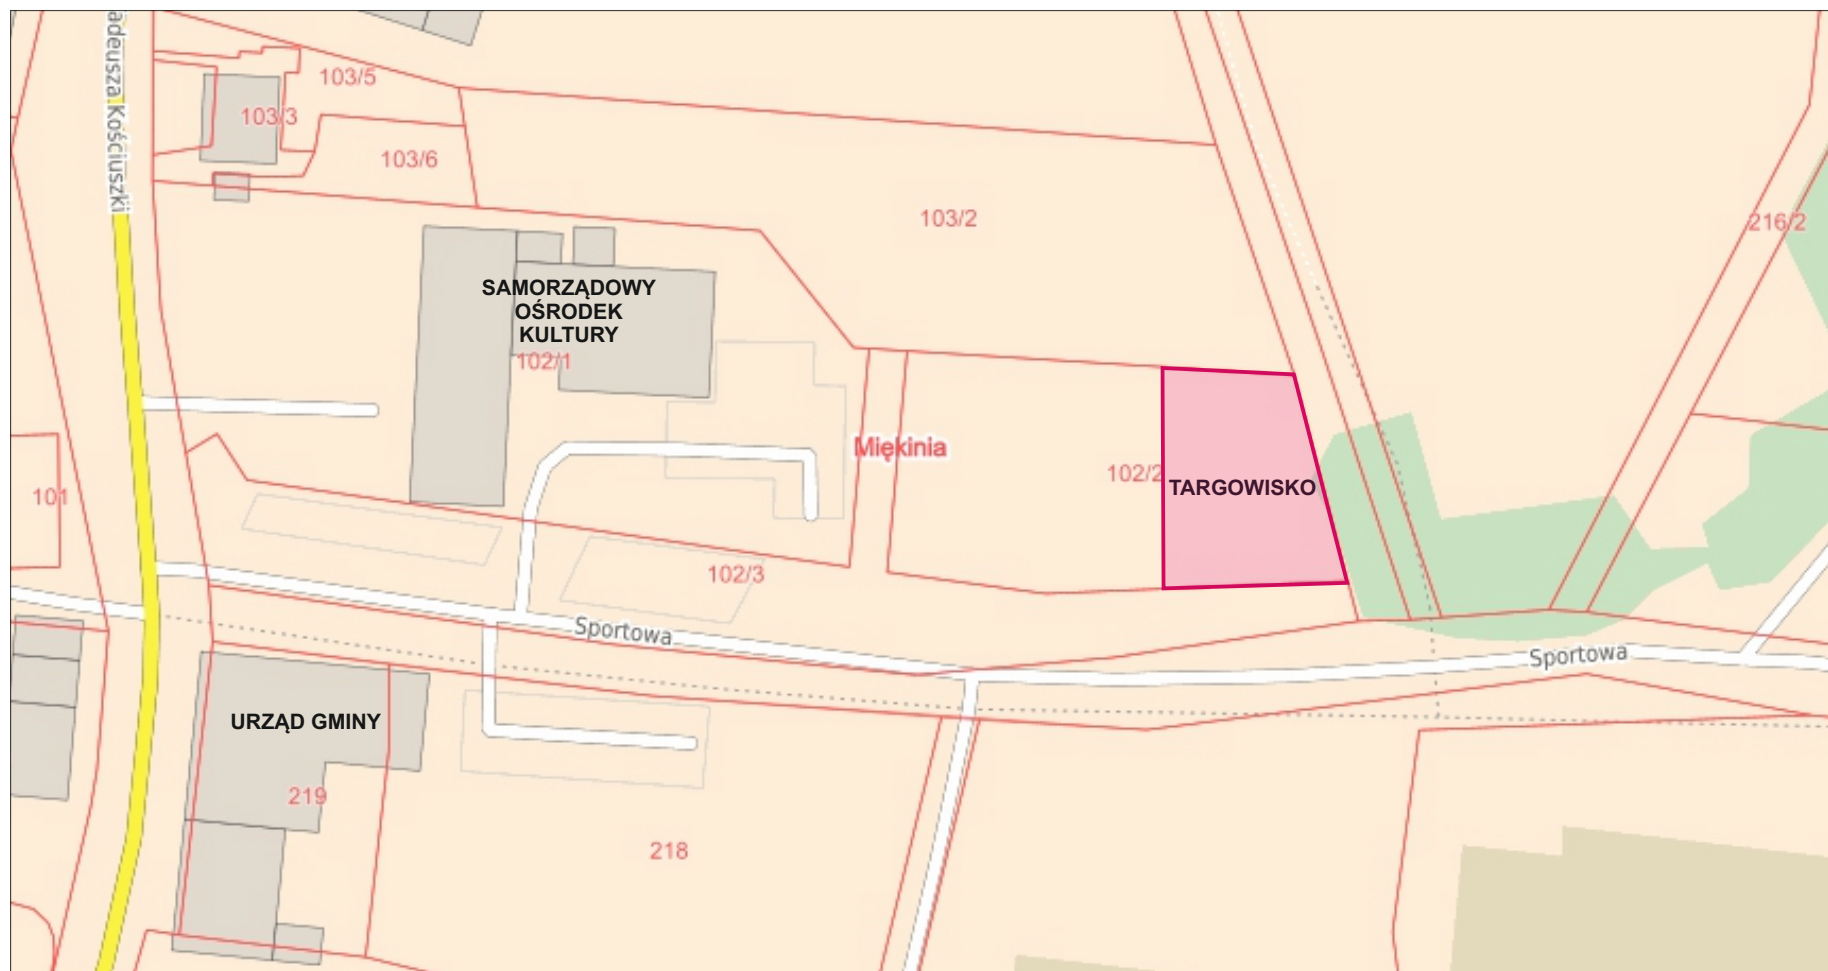 adeusza Kościuszki
103/5
103/3
103/6
103/2
216/2
SAMORZĄDOWY
OŚRODEK
KULTURY
102/1
Miękinia
102/2
TARGOWISKO
101
102/3
Sportowa
Sportowa
URZĄD GMINY
219
218